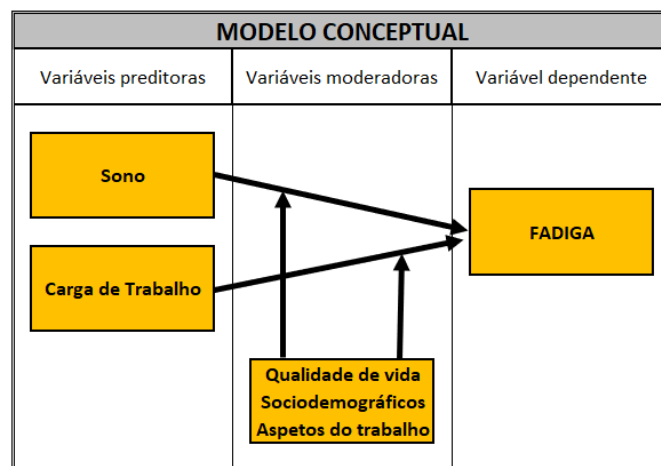 MODELO CONCEPTUAL
Variáveis preditoras
Variáveis moderadoras
Variável dependente
Sono
Carga de Trabalho
FADIGA
Qualidade de vida
Sociodemográficos
Aspetos do trabalho